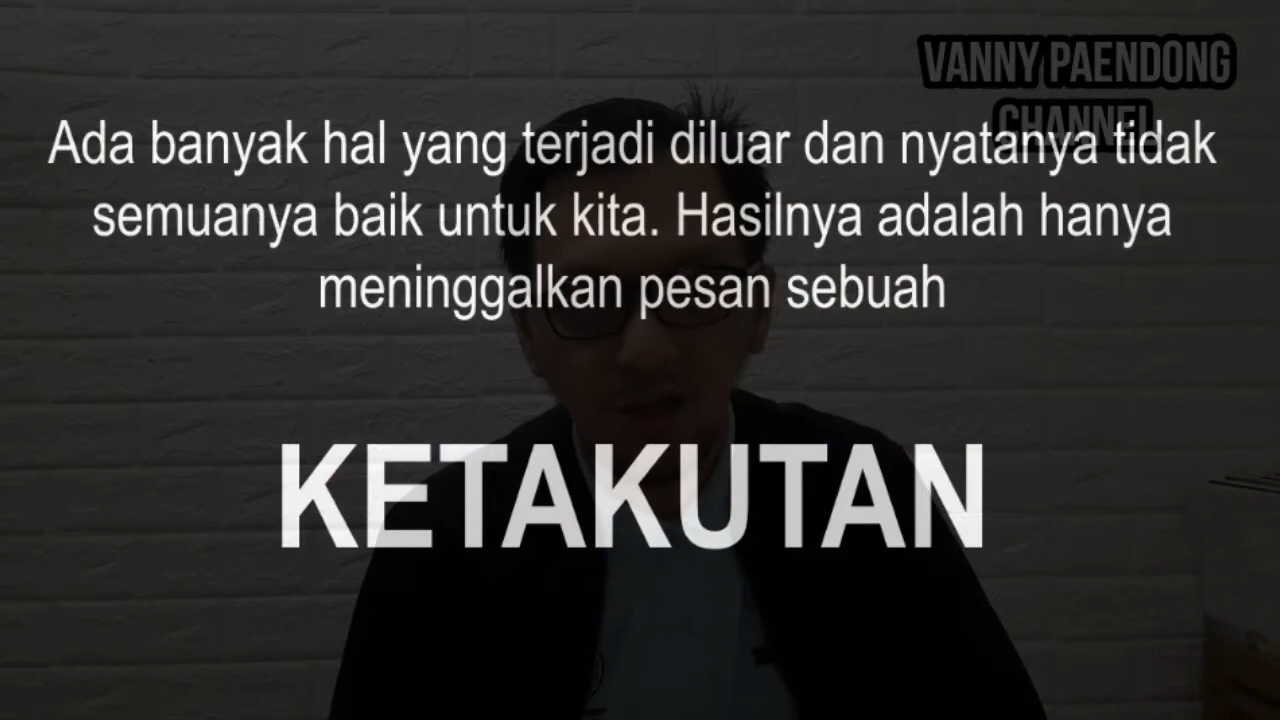 VANNY PAENDONG
CHANNEL
Ada banyak hal yang terjadi diluar dan nyatanya tidak
semuanya baik untuk kita. Hasilnya adalah hanya
meninggalkan pesan sebuah
KETAKUTAN